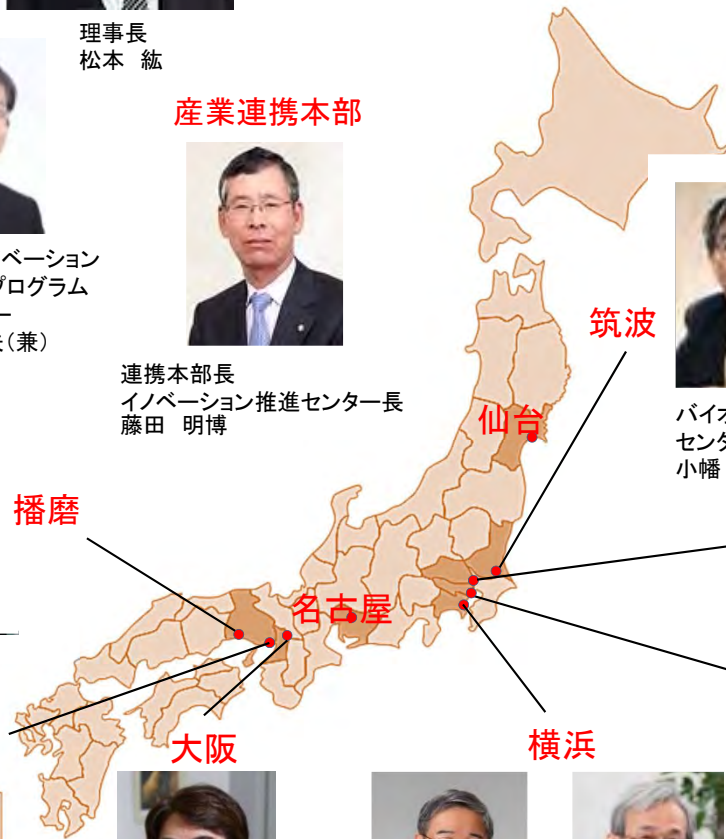 理事長
松本 紘
産業連携本部
ベーション
プログラム
ー
(兼)
連携本部長
イノベーション推進センター長
藤田 明博
筑波
仙台
バイオ
センタ
小幡
播磨
名古屋
大阪
横浜